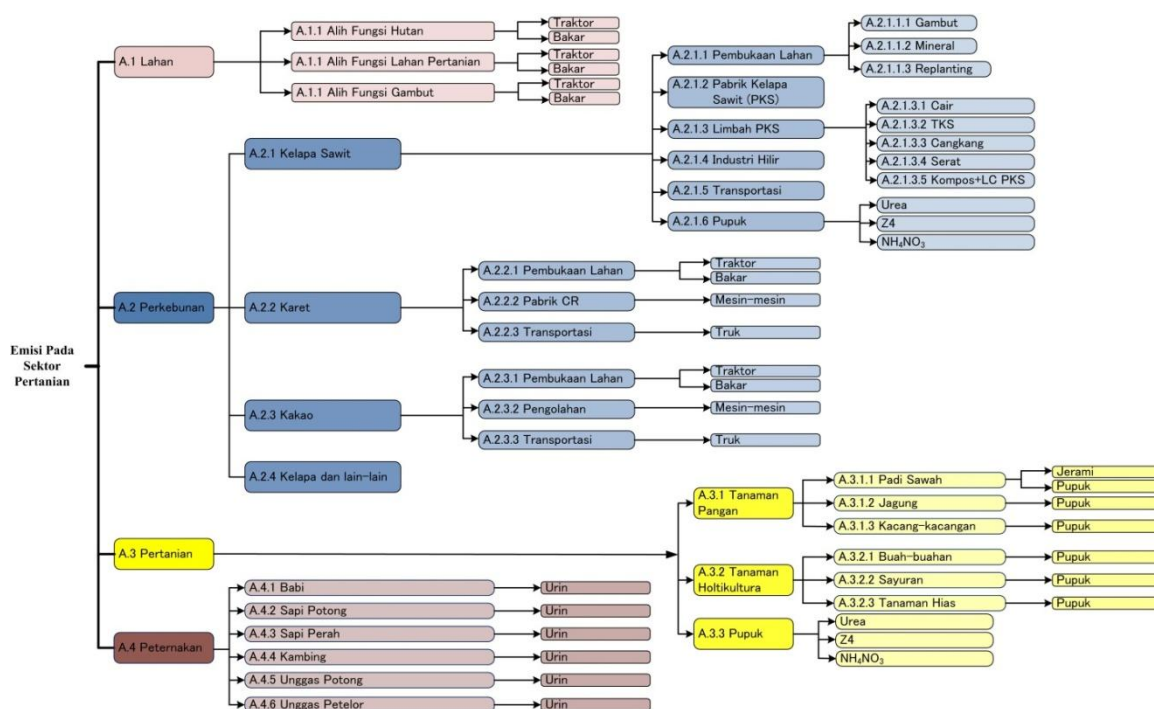 Emisi Pada
Sektor
Pertanian
A.1 Lahan
A.1.1 Alih Fungsi Hutan
Traktor
Bakar
A.1.1 Alih Fungsi Lahan Pertanian
Traktor
Bakar
A.1.1 Alih Fungsi Gambut
Traktor
Bakar
A.2 Perkebunan
A.2.1 Kelapa Sawit
A.2.1.1 Pembukaan Lahan
A.2.1.1.1 Gambut
A.2.1.1.2 Mineral
A.2.1.1.3 Replanting
A.2.1.2 Pabrik Kelapa
Sawit (PKS)
A.2.1.3 Limbah PKS
A.2.1.3.1 Cair
A.2.1.3.2 TKS
A.2.1.3.3 Cangkang
A.2.1.3.4 Serat
A.2.1.3.5 Kompos+LC PKS
A.2.1.4 Industri Hilir
A.2.1.5 Transportasi
A.2.1.6 Pupuk
Urea
Z4
NH₄NO₃
A.2.2 Karet
A.2.2.1 Pembukaan Lahan
Traktor
Bakar
A.2.2.2 Pabrik CR
Mesin-mesin
A.2.2.3 Transportasi
Truk
A.2.3 Kakao
A.2.3.1 Pembukaan Lahan
Traktor
Bakar
A.2.3.2 Pengolahan
Mesin-mesin
A.2.3.3 Transportasi
Truk
A.2.4 Kelapa dan lain-lain
A.3 Pertanian
A.3.1 Tanaman
Pangan
A.3.1.1 Padi Sawah
Jerami
Pupuk
A.3.1.2 Jagung
Pupuk
A.3.1.3 Kacang-kacangan
Pupuk
A.3.2 Tanaman
Holtikultura
A.3.2.1 Buah-buahan
Pupuk
A.3.2.2 Sayuran
Pupuk
A.3.2.3 Tanaman Hias
Pupuk
A.3.3 Pupuk
Urea
Z4
NH₄NO₃
A.4 Peternakan
A.4.1 Babi
Urin
A.4.2 Sapi Potong
Urin
A.4.3 Sapi Perah
Urin
A.4.4 Kambing
Urin
A.4.5 Unggas Potong
Urin
A.4.6 Unggas Petelor
Urin